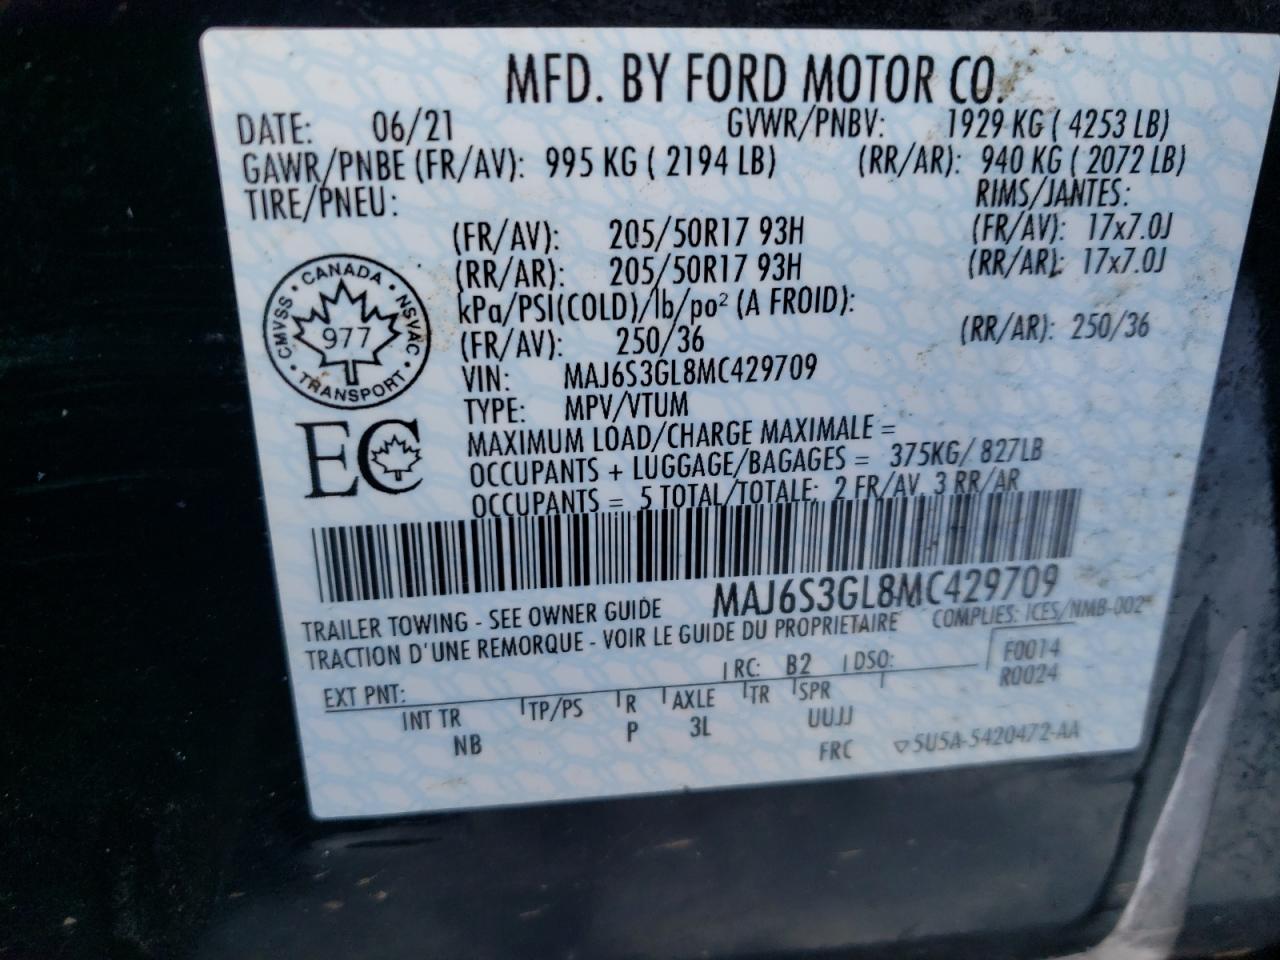 MFD. BY FORD MOTOR CO.
DATE: 06/21 GVWR/PNBV: 1929 KG ( 4253 LB)
GAWR/PNBE (FR/AV): 995 KG ( 2194 LB) (RR/AR): 940 KG ( 2072 LB)
TIRE/PNEU: RIMS/JANTES:
(FR/AV): 205/50R17 93H (FR/AV): 17x7.0J
(RR/AR): 205/50R17 93H (RR/AR): 17x7.0J
kPa/PSI(COLD)/lb/po² (A FROID):
(FR/AV): 250/36 (RR/AR): 250/36
VIN: MAJ6S3GL8MC429709
TYPE: MPV/VTUM
MAXIMUM LOAD/CHARGE MAXIMALE =
OCCUPANTS + LUGGAGE/BAGAGES = 375KG/ 827LB
OCCUPANTS = 5 TOTAL/TOTALE: 2 FR/AV, 3 RR/AR
CANADA
CMVSS · NSVAC
977
TRANSPORT
EC
MAJ6S3GL8MC429709
TRAILER TOWING - SEE OWNER GUIDE COMPLIES: ICES/NMB-002
TRACTION D'UNE REMORQUE - VOIR LE GUIDE DU PROPRIETAIRE
F0014
R0024
EXT PNT: RC: B2 DSO:
INT TR TP/PS R AXLE TR SPR
NB P 3L UUJJ
FRC ▽5U5A-5420472-AA